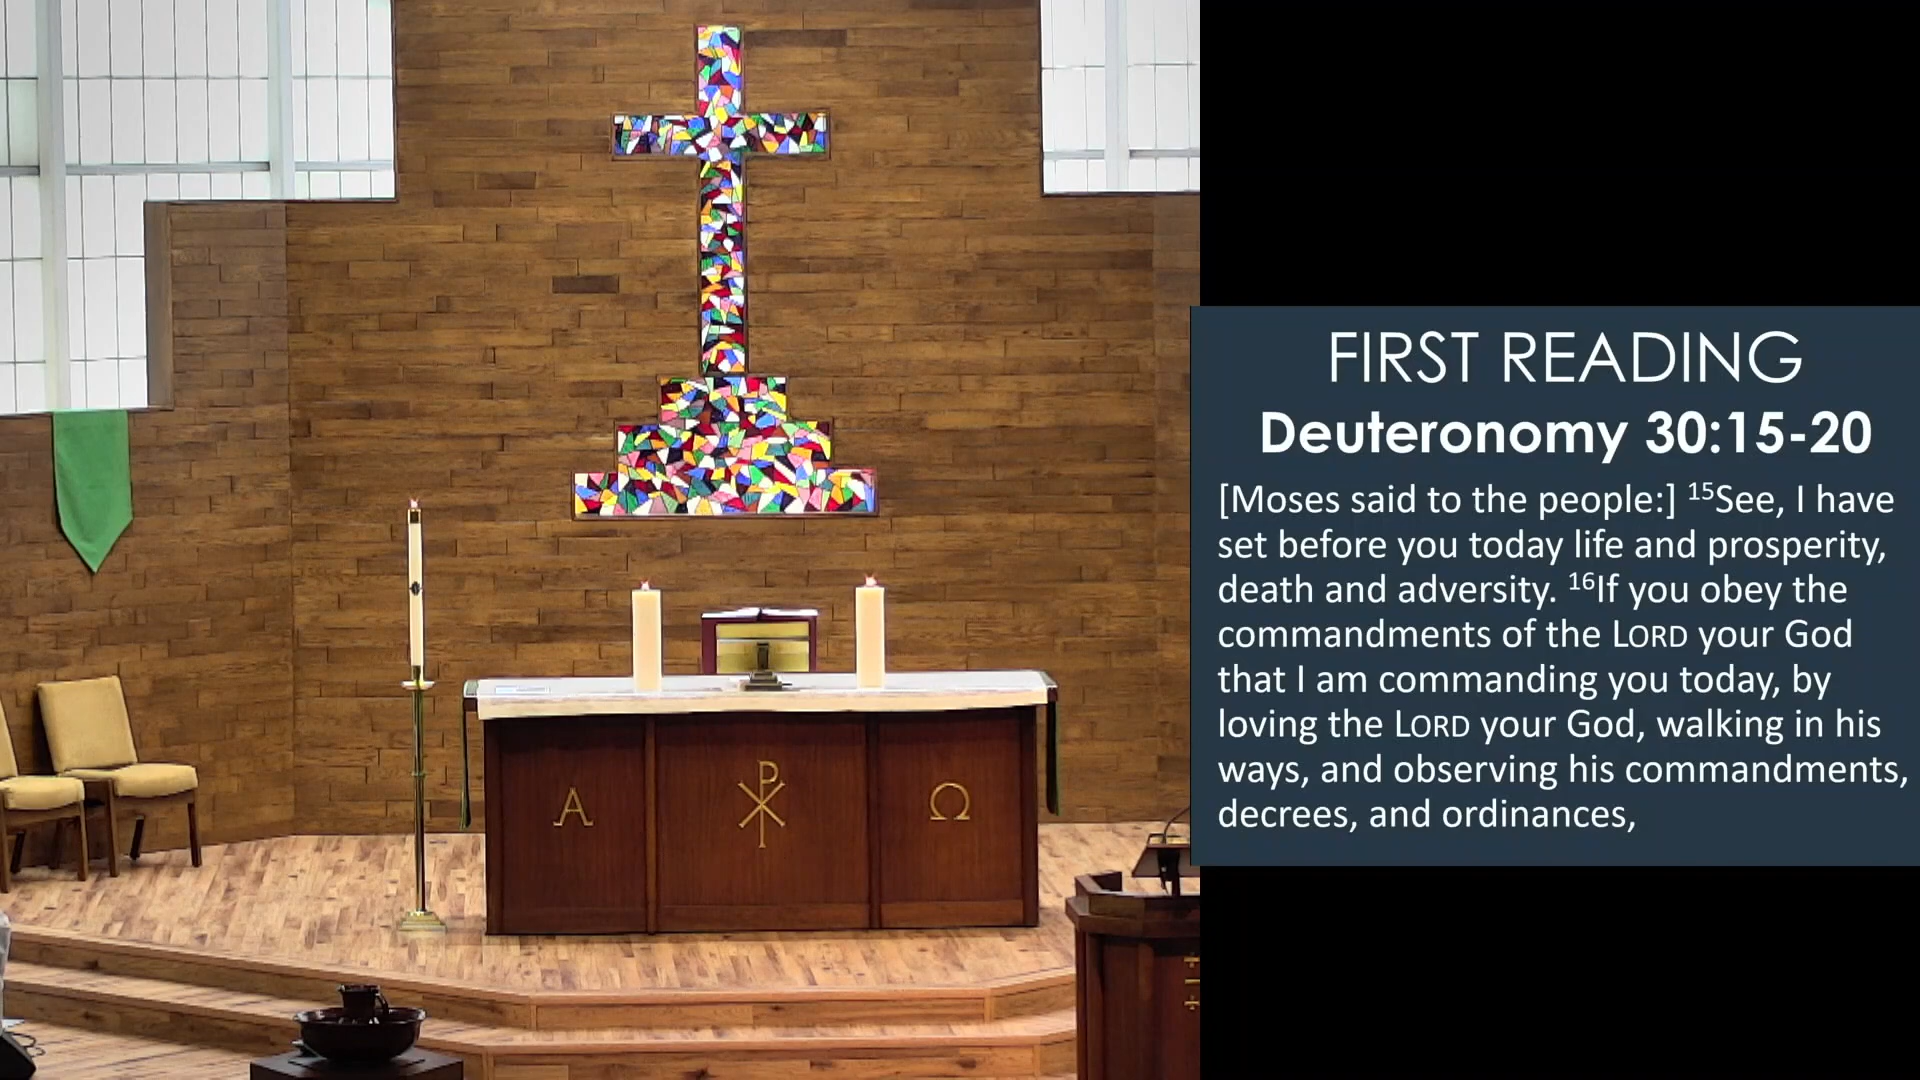 FIRST READING
Deuteronomy 30:15-20
[Moses said to the people:] ¹⁵See, I have
set before you today life and prosperity,
death and adversity. ¹⁶If you obey the
commandments of the LORD your God
that I am commanding you today, by
loving the LORD your God, walking in his
ways, and observing his commandments,
decrees, and ordinances,
Α ☧ Ω